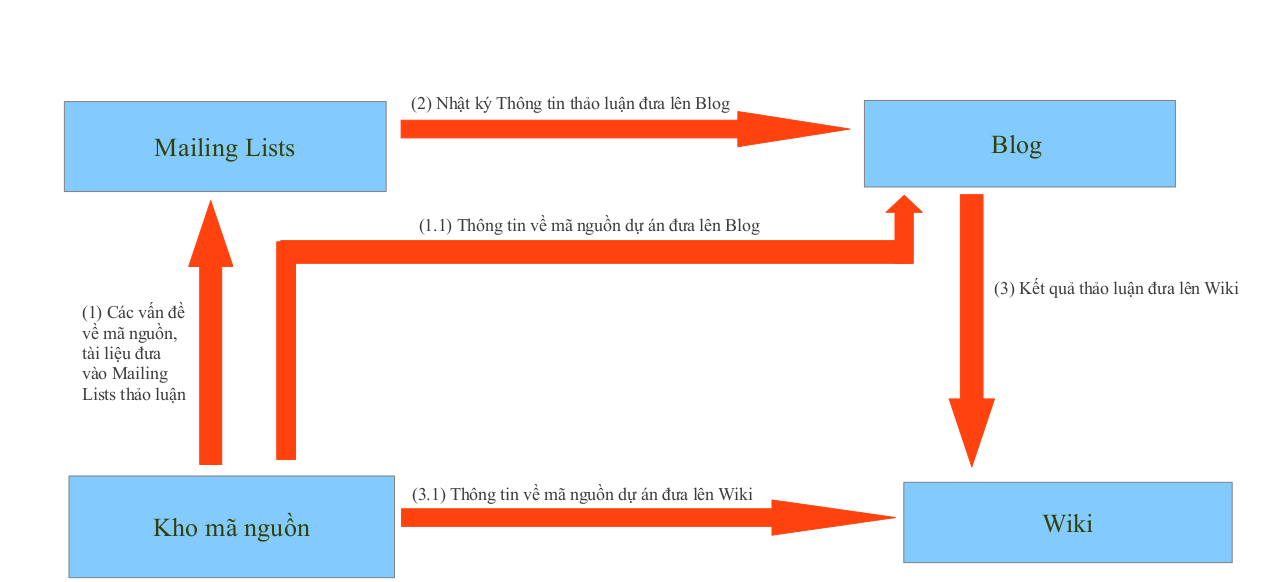 (2) Nhật ký Thông tin thảo luận đưa lên Blog
Mailing Lists
Blog
(1.1) Thông tin về mã nguồn dự án đưa lên Blog
(3) Kết quả thảo luận đưa lên Wiki
(1) Các vấn đề
về mã nguồn,
tài liệu đưa
vào Mailing
Lists thảo luận
(3.1) Thông tin về mã nguồn dự án đưa lên Wiki
Kho mã nguồn
Wiki